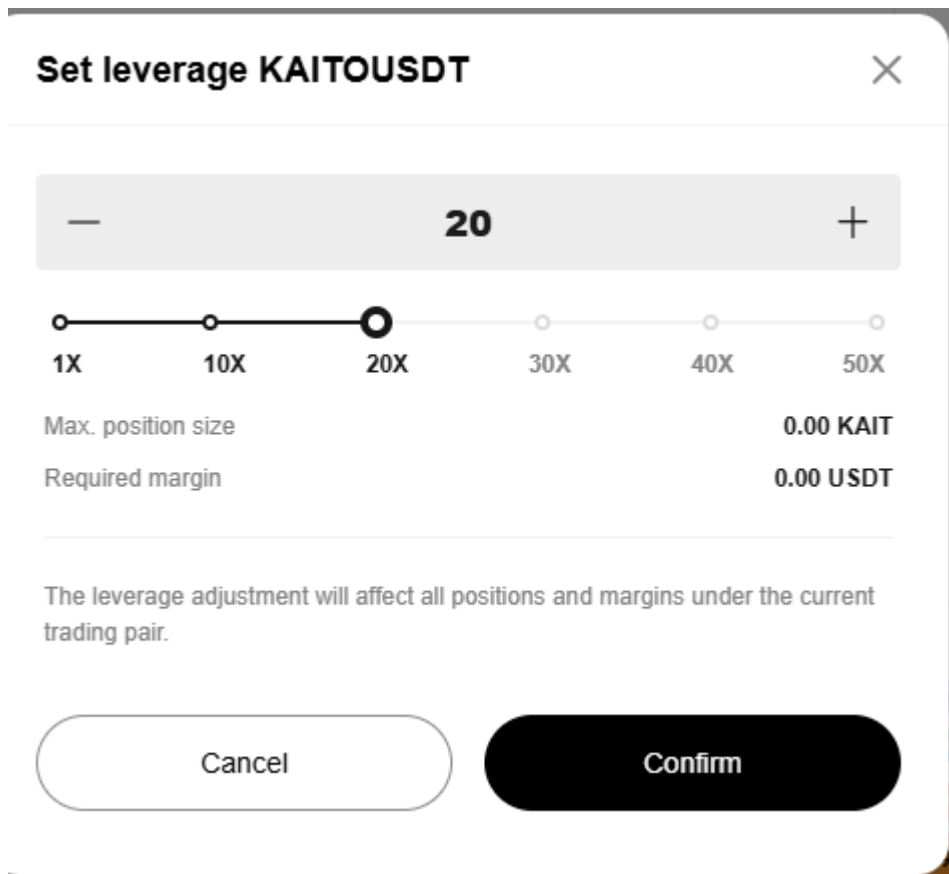 Set leverage KAITOUSDT
20
1X 10X 20X 30X 40X 50X
Max. position size 0.00 KAIT
Required margin 0.00 USDT
The leverage adjustment will affect all positions and margins under the current
trading pair.
Cancel Confirm